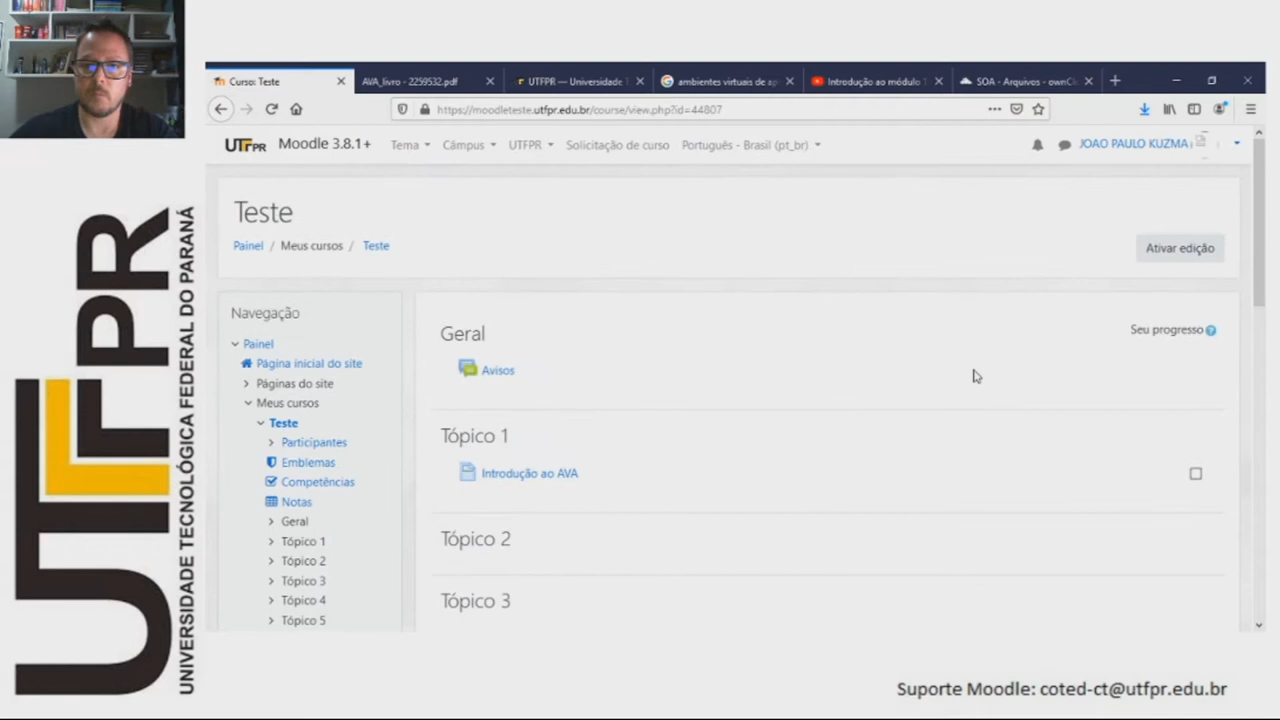 Curso: Teste
AVA_livro - 2259532.pdf
UTFPR — Universidade
ambientes virtuais de ap
Introdução ao módulo
SOA - Arquivos - ownCl
https://moodleteste.utfpr.edu.br/course/view.php?id=44807
UTFPR Moodle 3.8.1+ Tema Câmpus UTFPR Solicitação de curso Português - Brasil (pt_br) JOAO PAULO KUZMA
Teste
Painel / Meus cursos / Teste
Ativar edição
Navegação
Painel
Página inicial do site
Páginas do site
Meus cursos
Teste
Participantes
Emblemas
Competências
Notas
Geral
Tópico 1
Tópico 2
Tópico 3
Tópico 4
Tópico 5
Geral
Seu progresso
Avisos
Tópico 1
Introdução ao AVA
Tópico 2
Tópico 3
UTFPR
UNIVERSIDADE TECNOLÓGICA FEDERAL DO PARANÁ
Suporte Moodle: coted-ct@utfpr.edu.br